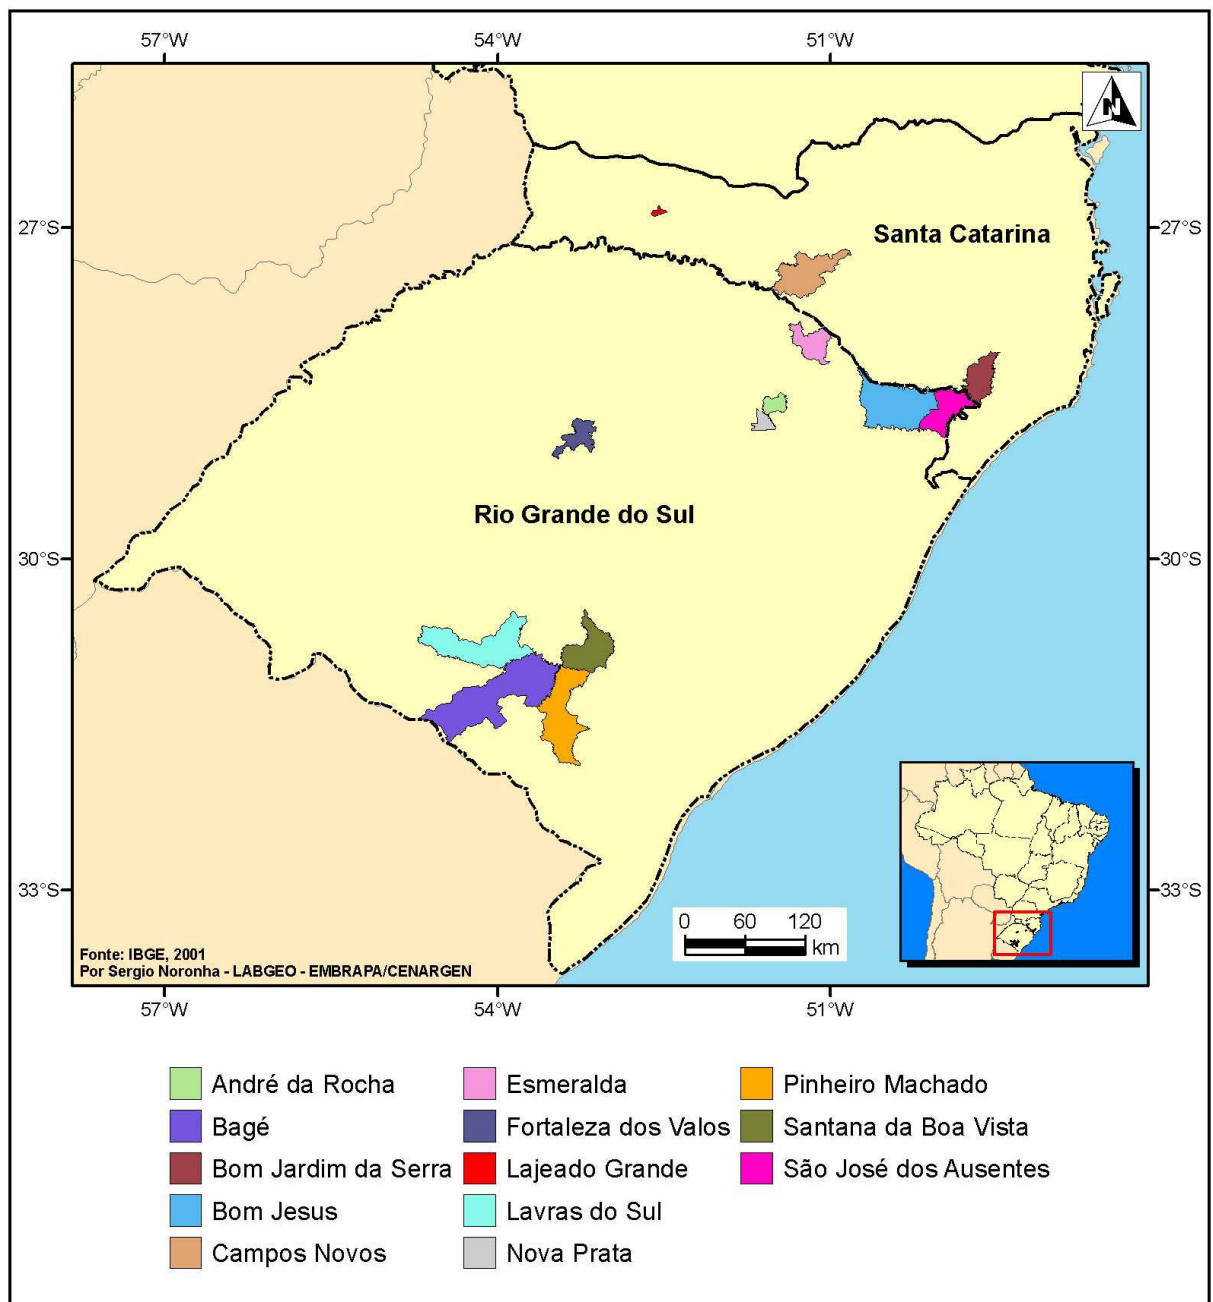 57°W 54°W 51°W
N
27°S 27°S
Santa Catarina
Rio Grande do Sul
30°S 30°S
33°S 33°S
0 60 120
km
Fonte: IBGE, 2001
Por Sergio Noronha - LABGEO - EMBRAPA/CENARGEN
57°W 54°W 51°W
André da Rocha
Bagé
Bom Jardim da Serra
Bom Jesus
Campos Novos
Esmeralda
Fortaleza dos Valos
Lajeado Grande
Lavras do Sul
Nova Prata
Pinheiro Machado
Santana da Boa Vista
São José dos Ausentes